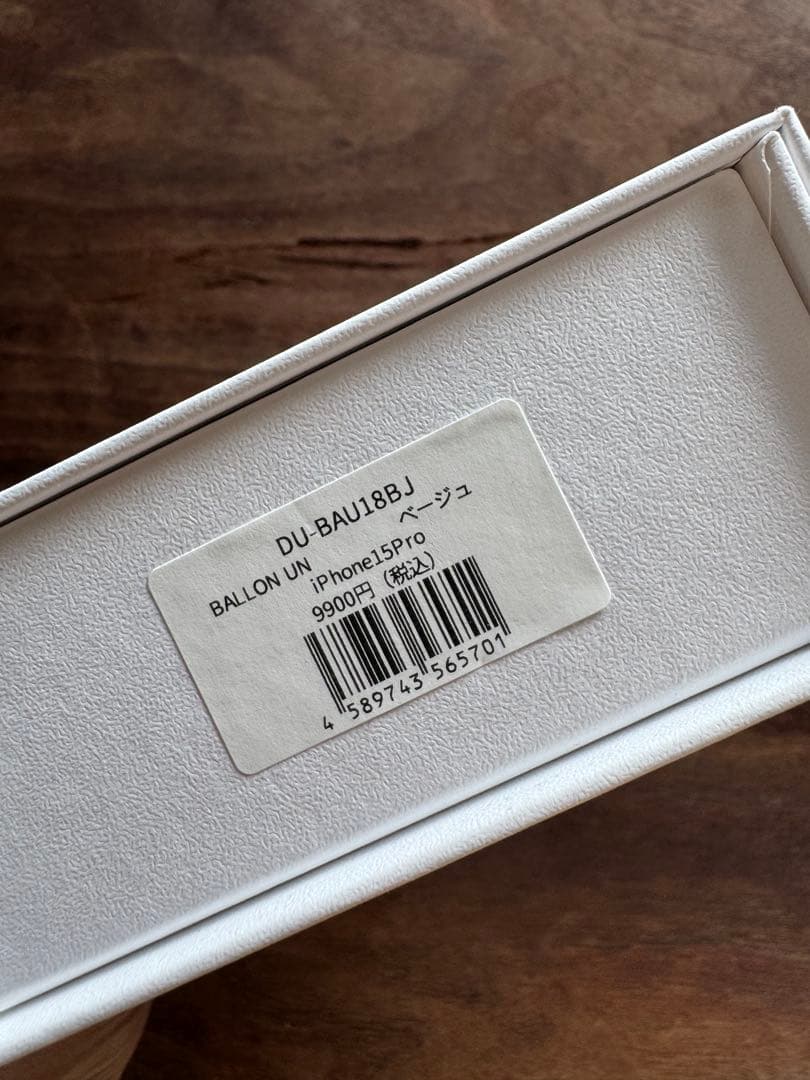 DU-BAU18BJ
BALLON UN ベージュ
iPhone15Pro
9900円(税込)
4 589743 565701